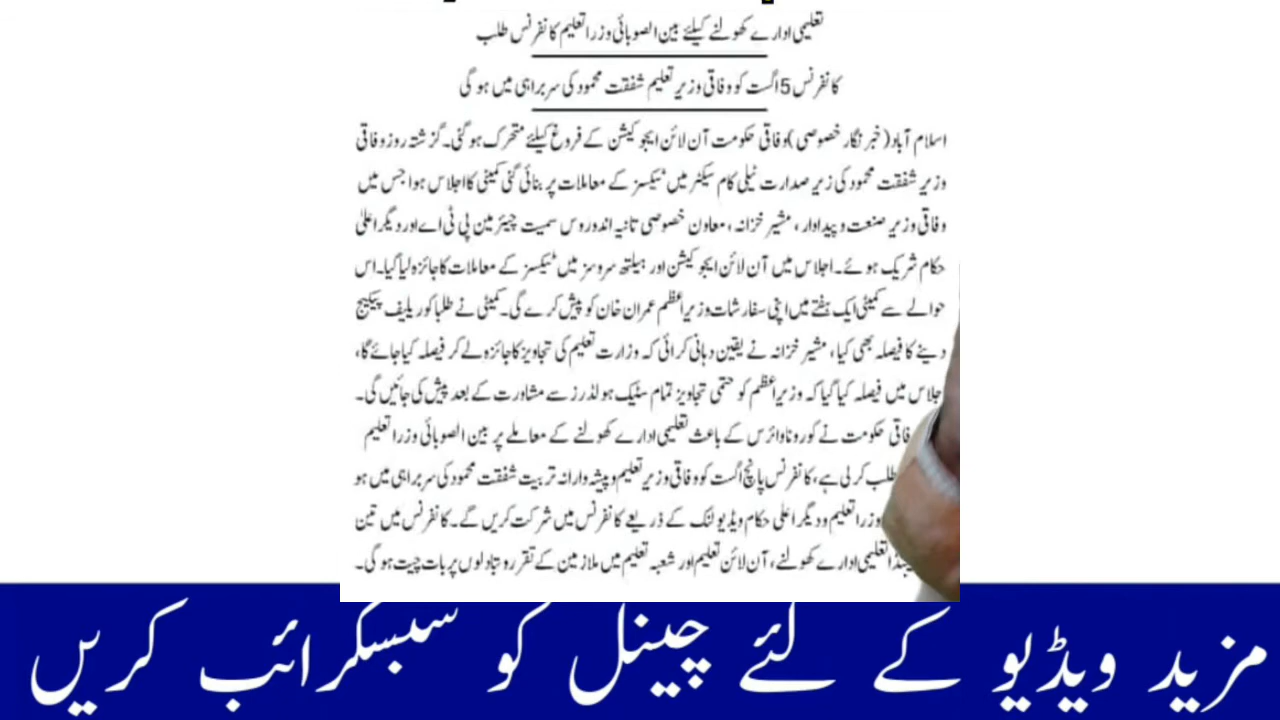 تعلیمی ادارے کھولنے کیلئے بین الصوبائی وزرا تعلیم کانفرنس طلب
کانفرنس 5 اگست کو وفاقی وزیر تعلیم شفقت محمود کی سربراہی میں ہو گی
اسلام آباد (خبر نگار خصوصی) وفاقی حکومت آن لائن ایجوکیشن کے فروغ کیلئے متحرک ہو گئی۔ گزشتہ روز وفاقی
وزیر شفقت محمود کی زیر صدارت ٹیلی کام سیکٹر میں ٹیکسز کے معاملات پر بنائی گئی کمیٹی کا اجلاس ہوا جس میں
وفاقی وزیر صنعت و پیداوار، مشیر خزانہ، معاون خصوصی تانیہ اندوروس سمیت چیئرمین پی ٹی اے اور دیگر اعلیٰ
حکام شریک ہوئے۔ اجلاس میں آن لائن ایجوکیشن اور ہیلتھ سروسز میں ٹیکسز کے معاملات کا جائزہ لیا گیا۔ اس
حوالے سے کمیٹی ایک ہفتے میں اپنی سفارشات وزیراعظم عمران خان کو پیش کرے گی۔ کمیٹی نے طلبا کو ریلیف پیکیج
دینے کا فیصلہ بھی کیا، مشیر خزانہ نے یقین دہانی کرائی کہ وزارت تعلیم کی تجاویز کا جائزہ لے کر فیصلہ کیا جائے گا،
جلاس میں فیصلہ کیا گیا کہ وزیراعظم کو حتمی تجاویز تمام سٹیک ہولڈرز سے مشاورت کے بعد پیش کی جائیں گی۔
فاقی حکومت نے کورونا وائرس کے باعث تعلیمی ادارے کھولنے کے معاملے پر بین الصوبائی وزرا تعلیم
طلب کر لی ہے، کانفرنس پانچ اگست کو وفاقی وزیر تعلیم و پیشہ وارانہ تربیت شفقت محمود کی سربراہی میں ہو
وزرا تعلیم و دیگر اعلی حکام ویڈیو لنک کے ذریعے کانفرنس میں شرکت کریں گے۔ کانفرنس میں تین
تعلیمی ادارے کھولنے، آن لائن تعلیم اور شعبہ تعلیم میں ملازمین کے تقرر و تبادلوں پر بات چیت ہو گی۔
مزید ویڈیو کے لئے چینل کو سبسکرائب کریں